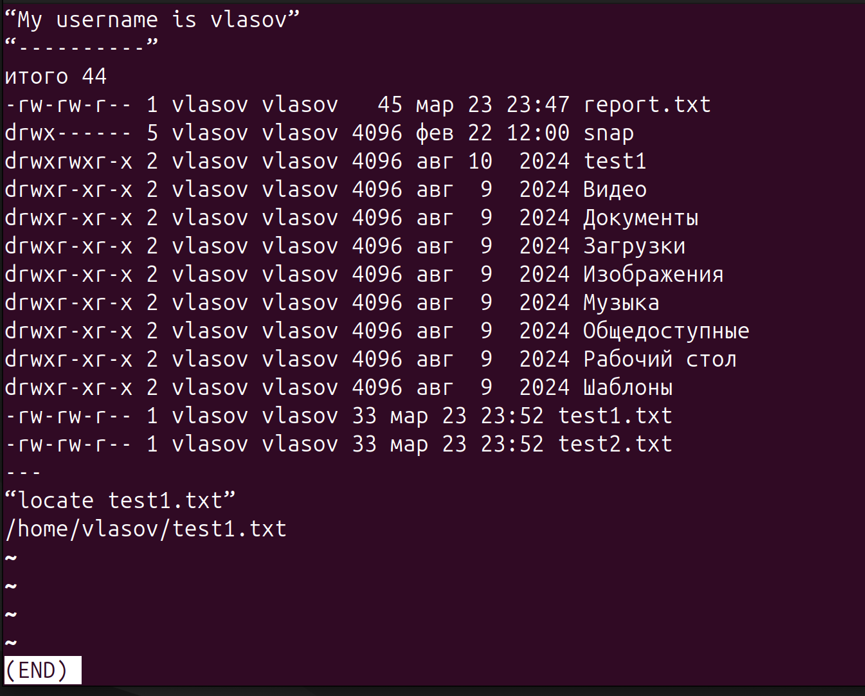 “My username is vlasov”
“----------”
итого 44
-rw-rw-r-- 1 vlasov vlasov   45 мар 23 23:47 report.txt
drwx------ 5 vlasov vlasov 4096 фев 22 12:00 snap
drwxrwxr-x 2 vlasov vlasov 4096 авг 10  2024 test1
drwxr-xr-x 2 vlasov vlasov 4096 авг  9  2024 Видео
drwxr-xr-x 2 vlasov vlasov 4096 авг  9  2024 Документы
drwxr-xr-x 2 vlasov vlasov 4096 авг  9  2024 Загрузки
drwxr-xr-x 2 vlasov vlasov 4096 авг  9  2024 Изображения
drwxr-xr-x 2 vlasov vlasov 4096 авг  9  2024 Музыка
drwxr-xr-x 2 vlasov vlasov 4096 авг  9  2024 Общедоступные
drwxr-xr-x 2 vlasov vlasov 4096 авг  9  2024 Рабочий стол
drwxr-xr-x 2 vlasov vlasov 4096 авг  9  2024 Шаблоны
-rw-rw-r-- 1 vlasov vlasov 33 мар 23 23:52 test1.txt
-rw-rw-r-- 1 vlasov vlasov 33 мар 23 23:52 test2.txt
---
“locate test1.txt”
/home/vlasov/test1.txt
~
~
~
~
(END)